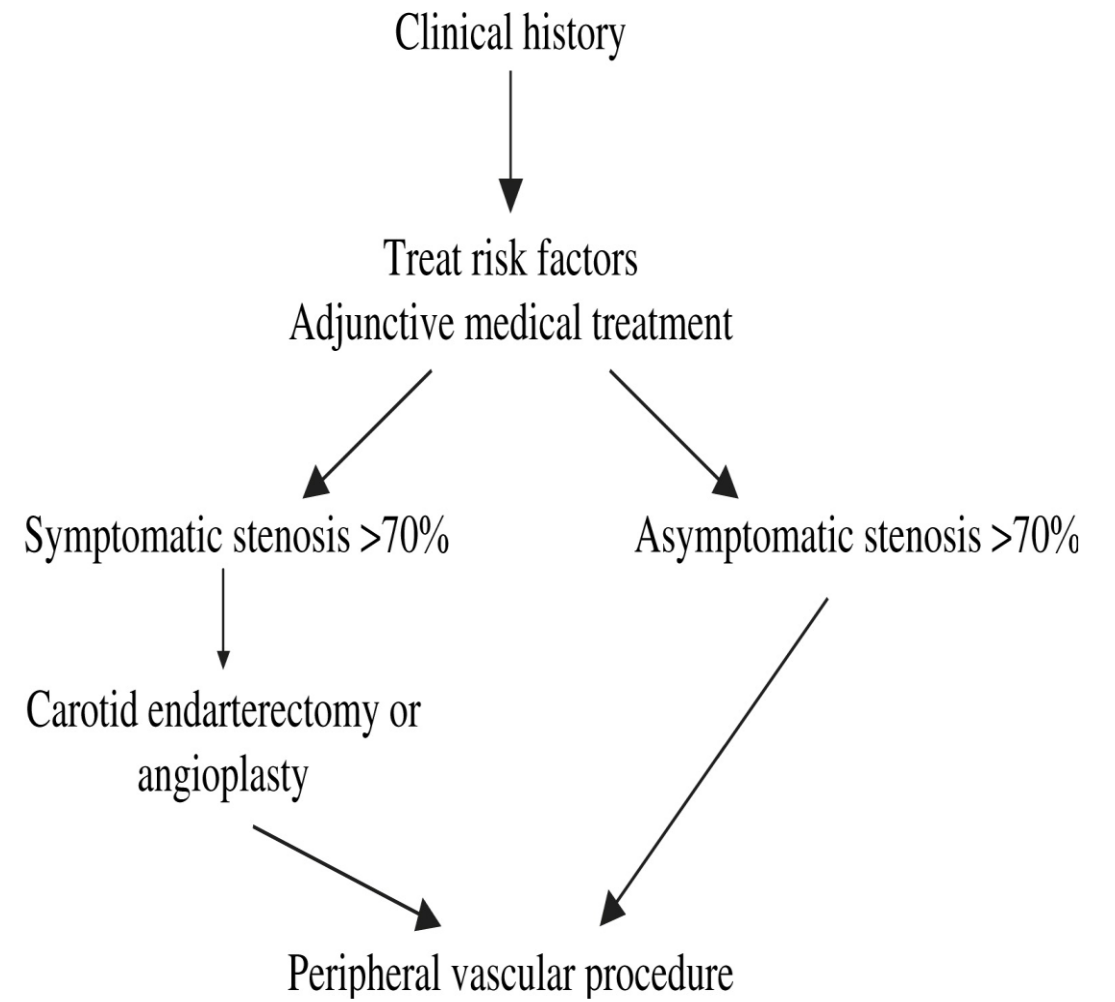 Clinical history
Treat risk factors
Adjunctive medical treatment
Symptomatic stenosis >70%
Asymptomatic stenosis >70%
Carotid endarterectomy or
angioplasty
Peripheral vascular procedure